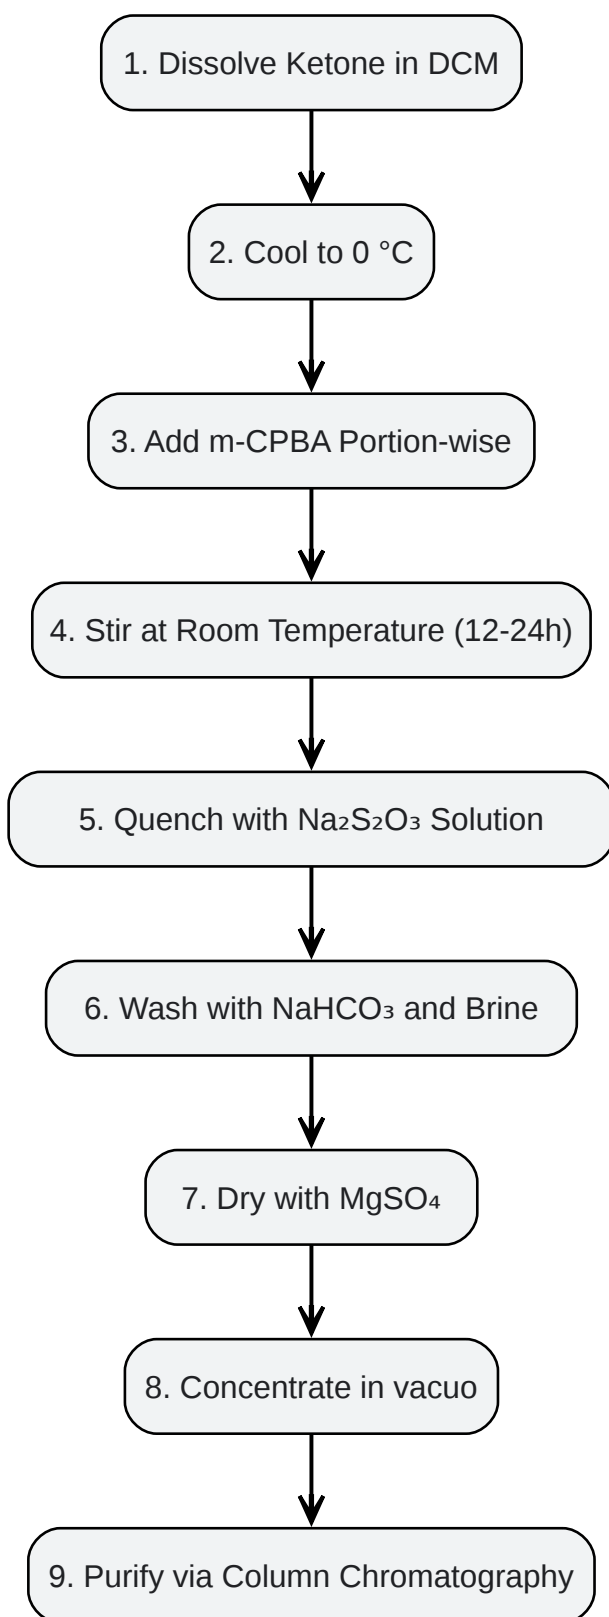 1. Dissolve Ketone in DCM
2. Cool to 0 °C
3. Add m-CPBA Portion-wise
4. Stir at Room Temperature (12-24h)
5. Quench with Na₂S₂O₃ Solution
6. Wash with NaHCO₃ and Brine
7. Dry with MgSO₄
8. Concentrate in vacuo
9. Purify via Column Chromatography